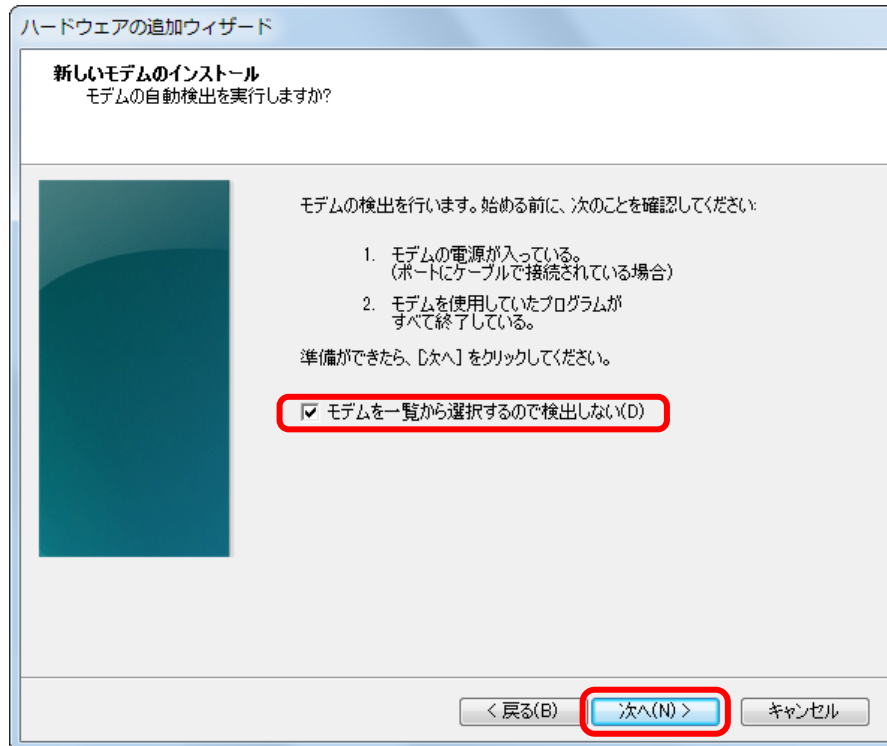 ハードウェアの追加ウィザード
新しいモデムのインストール
モデムの自動検出を実行しますか?
モデムの検出を行います。始める前に、次のことを確認してください:
1. モデムの電源が入っている。
(ポートにケーブルで接続されている場合)
2. モデムを使用していたプログラムが
すべて終了している。
準備ができたら、[次へ] をクリックしてください。
モデムを一覧から選択するので検出しない(D)
< 戻る(B)
次へ(N) >
キャンセル